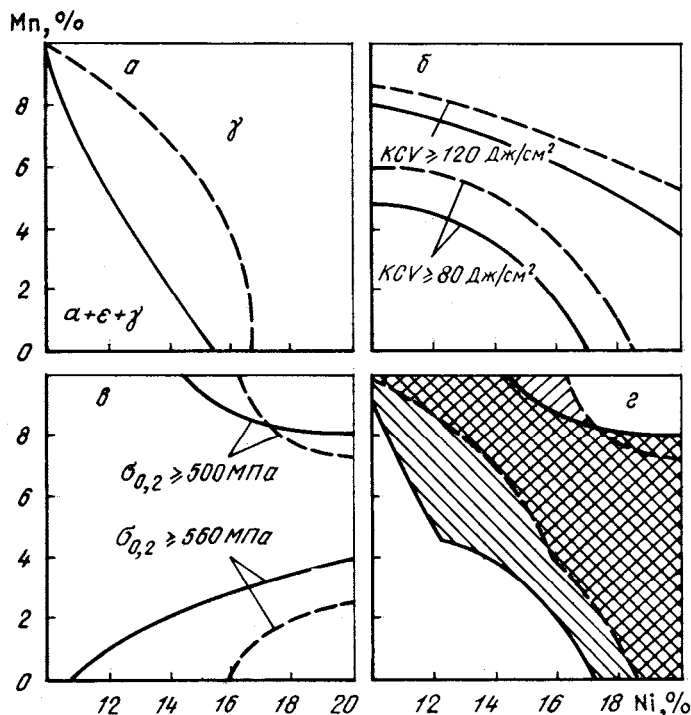 Mn, %
а
γ
α+ε+γ
8
6
4
2
0
б
KCV ≥ 120 Дж/см²
KCV ≥ 80 Дж/см²
в
σ0,2 ≥ 500 МПа
σ0,2 ≥ 560 МПа
8
6
4
2
0
г
12 14 16 18 20 12 14 16 18 Ni, %